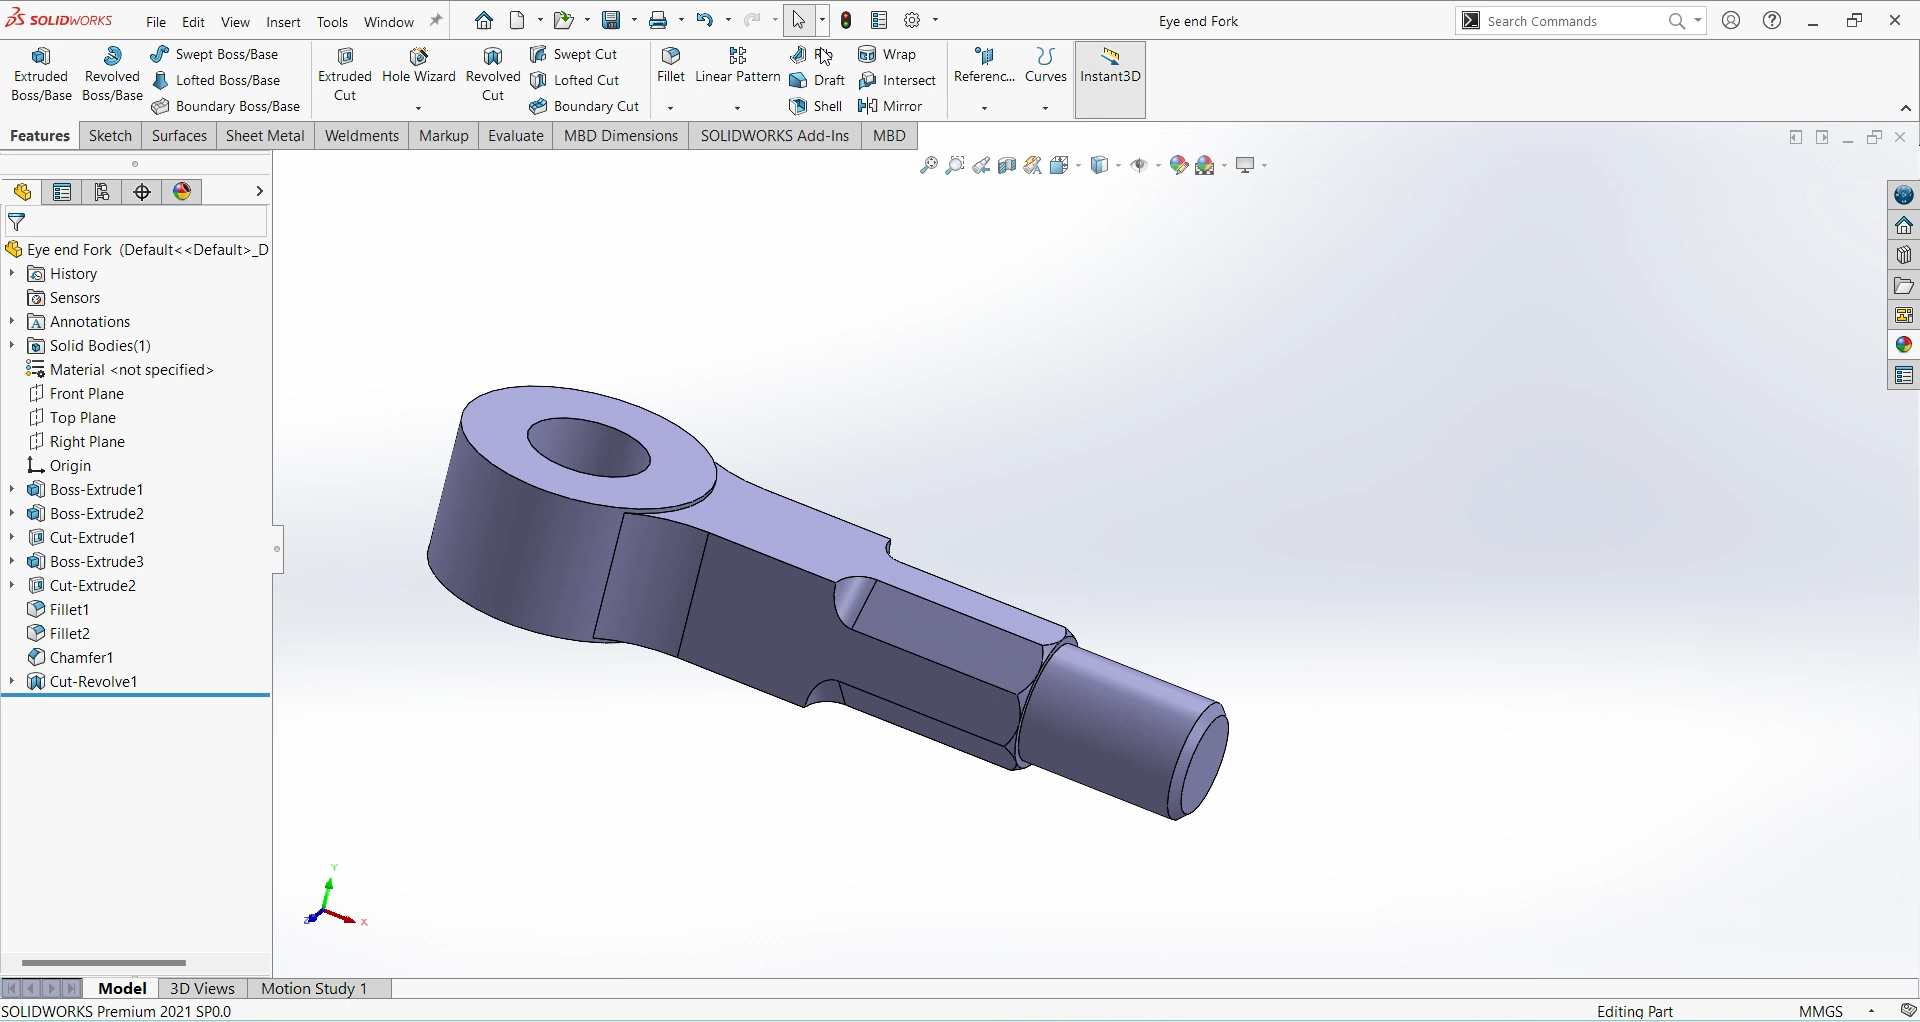 SOLIDWORKS File Edit View Insert Tools Window Eye end Fork Search Commands
Extruded Boss/Base
Revolved Boss/Base
Swept Boss/Base
Lofted Boss/Base
Boundary Boss/Base
Extruded Cut
Hole Wizard
Revolved Cut
Swept Cut
Lofted Cut
Boundary Cut
Fillet
Linear Pattern
Draft
Shell
Wrap
Intersect
Mirror
Referenc...
Curves
Instant3D
Features Sketch Surfaces Sheet Metal Weldments Markup Evaluate MBD Dimensions SOLIDWORKS Add-Ins MBD
Eye end Fork (Default<<Default>_D
History
Sensors
Annotations
Solid Bodies(1)
Material <not specified>
Front Plane
Top Plane
Right Plane
Origin
Boss-Extrude1
Boss-Extrude2
Cut-Extrude1
Boss-Extrude3
Cut-Extrude2
Fillet1
Fillet2
Chamfer1
Cut-Revolve1
Y
Z
X
Model 3D Views Motion Study 1
SOLIDWORKS Premium 2021 SP0.0 Editing Part MMGS